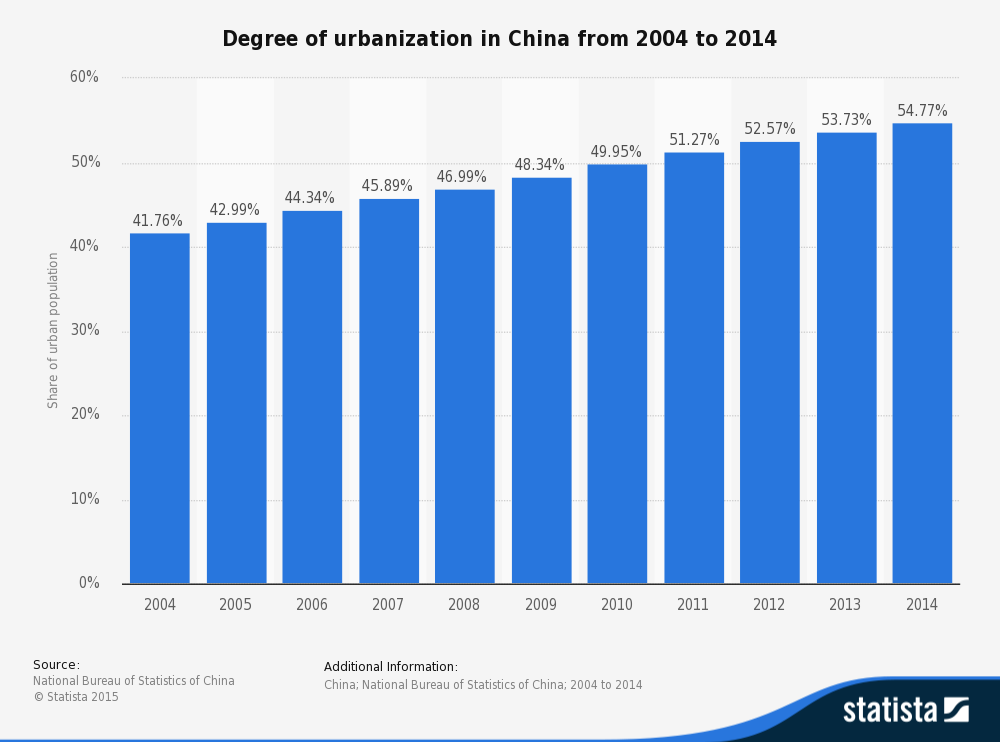 Degree of urbanization in China from 2004 to 2014
60%
50%
40%
30%
20%
10%
0%
Share of urban population
41.76%
42.99%
44.34%
45.89%
46.99%
48.34%
49.95%
51.27%
52.57%
53.73%
54.77%
2004 2005 2006 2007 2008 2009 2010 2011 2012 2013 2014
Source:
National Bureau of Statistics of China
© Statista 2015
Additional Information:
China; National Bureau of Statistics of China; 2004 to 2014
statista